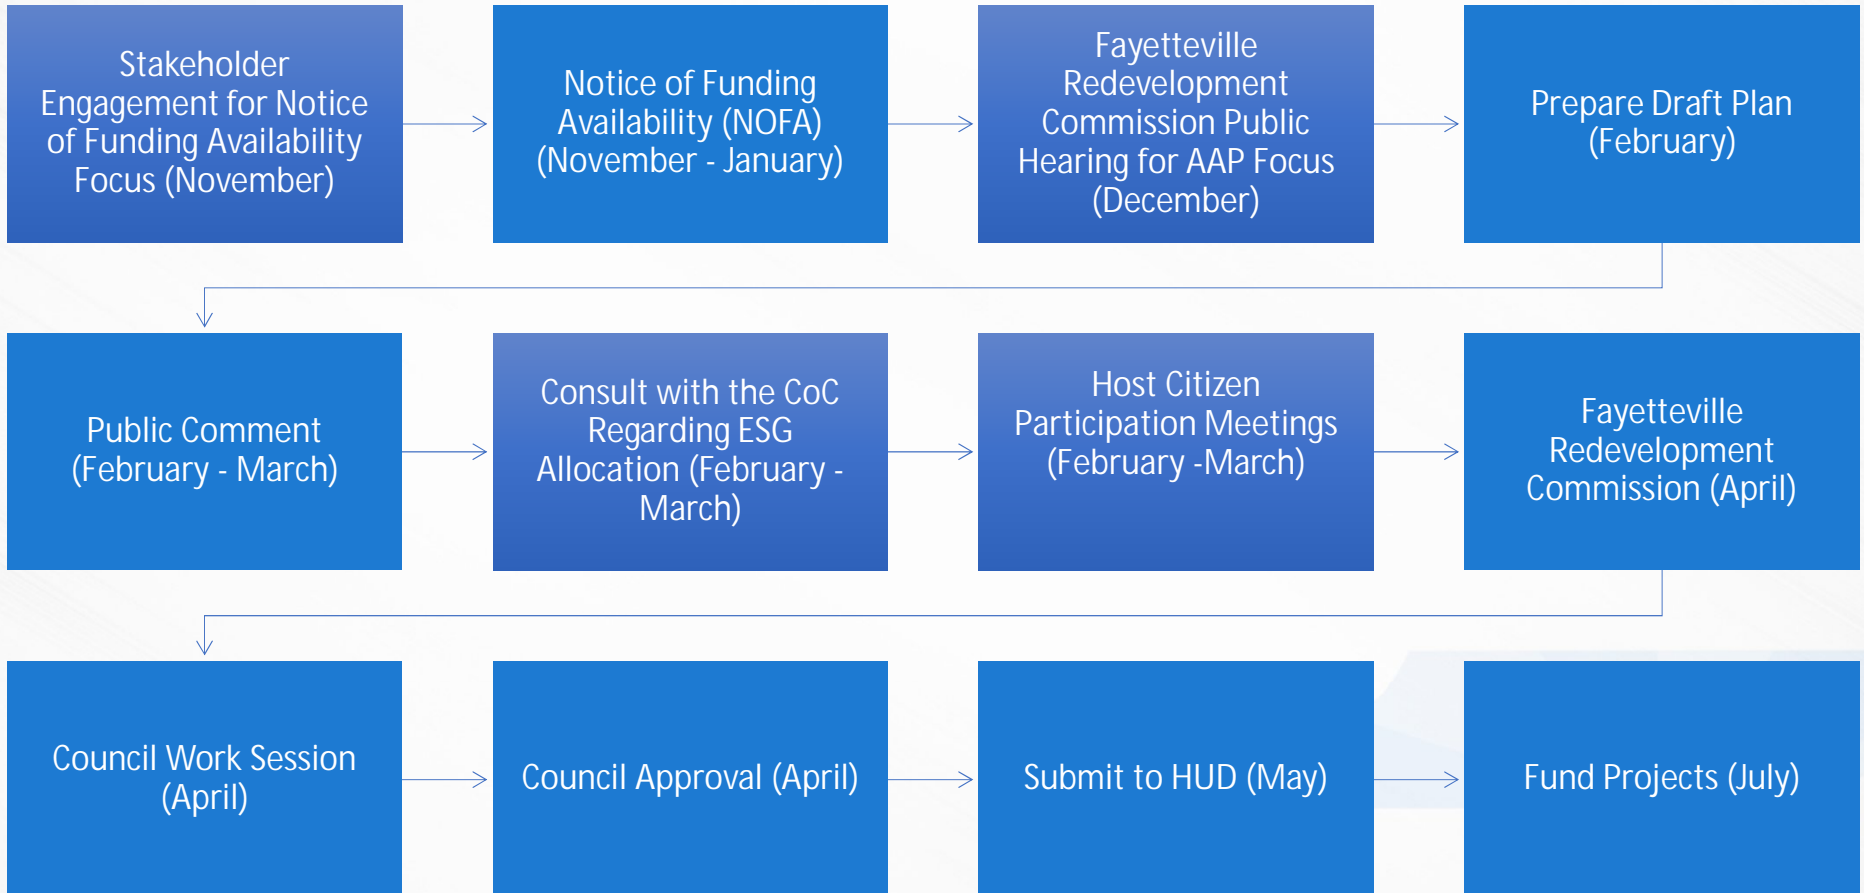 Stakeholder
Engagement for Notice
of Funding Availability
Focus (November)
Notice of Funding
Availability (NOFA)
(November - January)
Fayetteville
Redevelopment
Commission Public
Hearing for AAP Focus
(December)
Prepare Draft Plan
(February)
Public Comment
(February - March)
Consult with the CoC
Regarding ESG
Allocation (February -
March)
Host Citizen
Participation Meetings
(February -March)
Fayetteville
Redevelopment
Commission (April)
Council Work Session
(April)
Council Approval (April)
Submit to HUD (May)
Fund Projects (July)